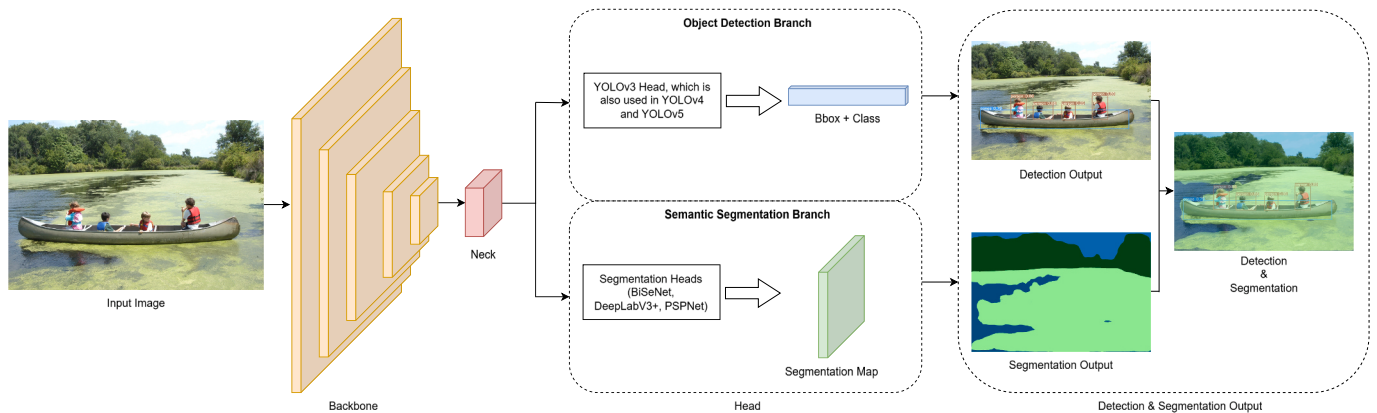 Input Image
Backbone
Neck
Object Detection Branch
YOLOv3 Head, which is
also used in YOLOv4
and YOLOv5
Bbox + Class
Semantic Segmentation Branch
Segmentation Heads
(BiSeNet,
DeepLabV3+, PSPNet)
Segmentation Map
Head
Detection Output
Segmentation Output
Detection
&
Segmentation
Detection & Segmentation Output